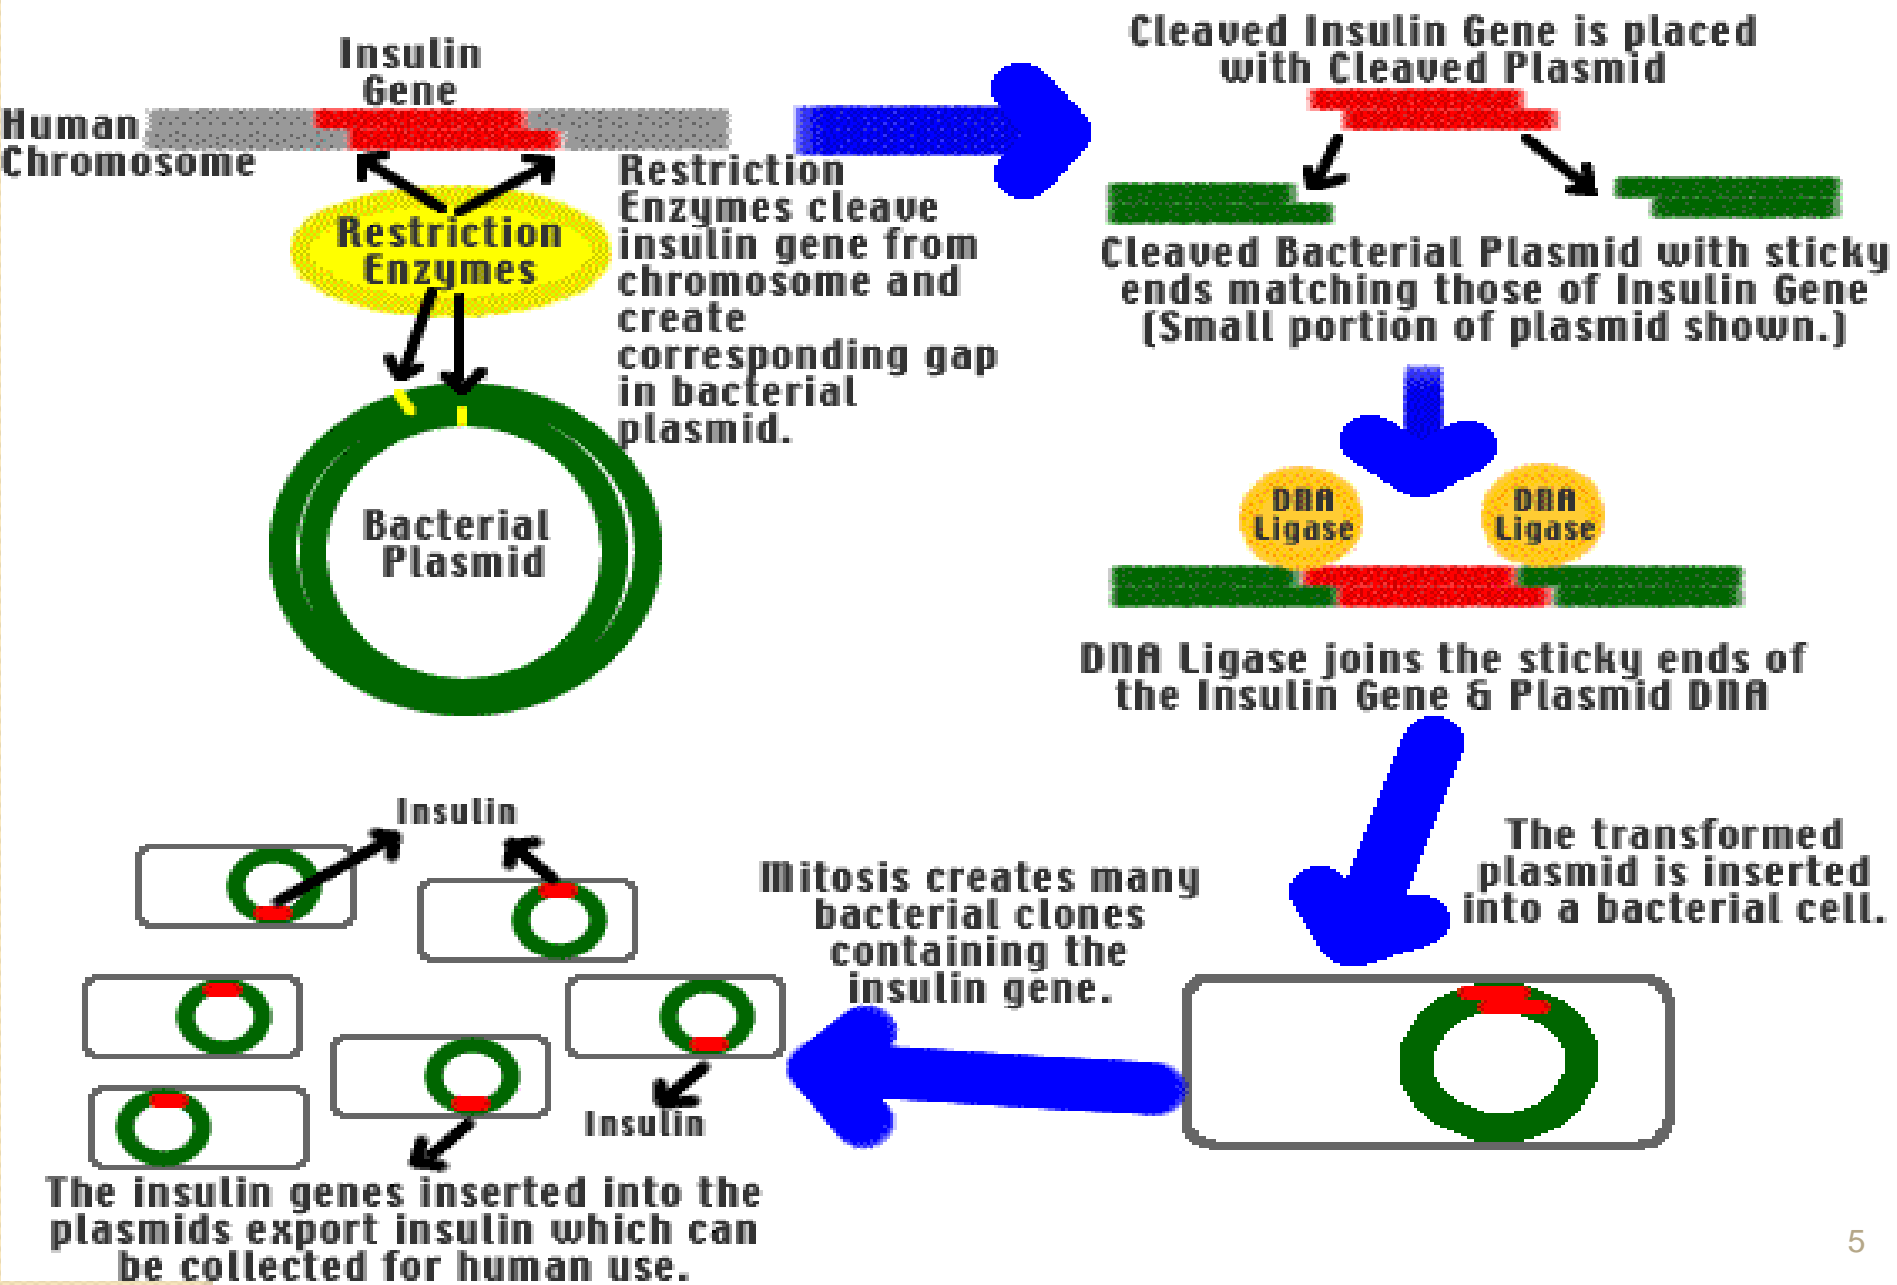 Insulin
Gene
Human
Chromosome
Restriction
Enzymes
Restriction
Enzymes cleave
insulin gene from
chromosome and
create
corresponding gap
in bacterial
plasmid.
Bacterial
Plasmid
Cleaved Insulin Gene is placed
with Cleaved Plasmid
Cleaved Bacterial Plasmid with sticky
ends matching those of Insulin Gene
(Small portion of plasmid shown.)
DNA
Ligase
DNA
Ligase
DNA Ligase joins the sticky ends of
the Insulin Gene & Plasmid DNA
The transformed
plasmid is inserted
into a bacterial cell.
Mitosis creates many
bacterial clones
containing the
insulin gene.
Insulin
Insulin
The insulin genes inserted into the
plasmids export insulin which can
be collected for human use.
5